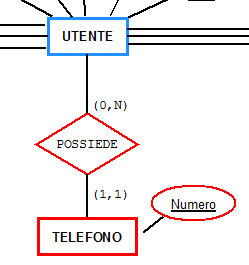 UTENTE
(0,N)
POSSIEDE
(1,1)
Numero
TELEFONO